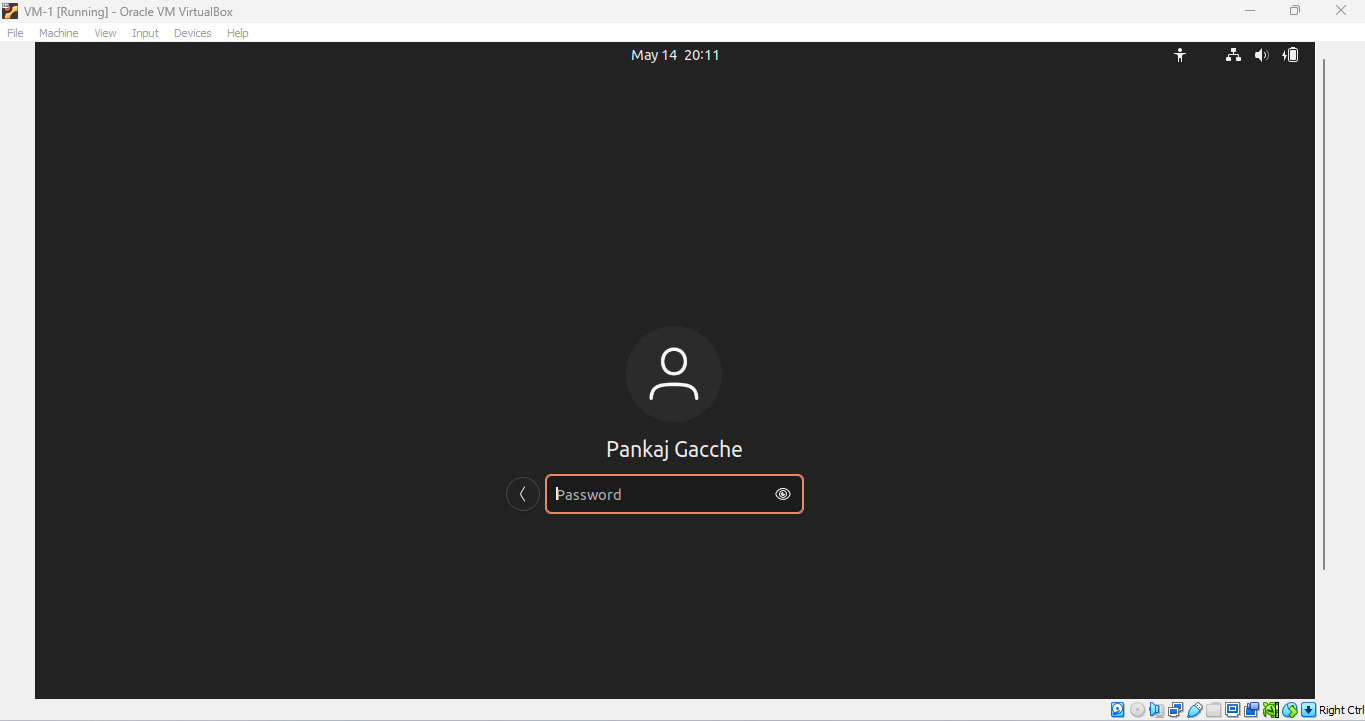 VM-1 [Running] - Oracle VM VirtualBox
File Machine View Input Devices Help
May 14 20:11
Pankaj Gacche
Password
Right Ctrl